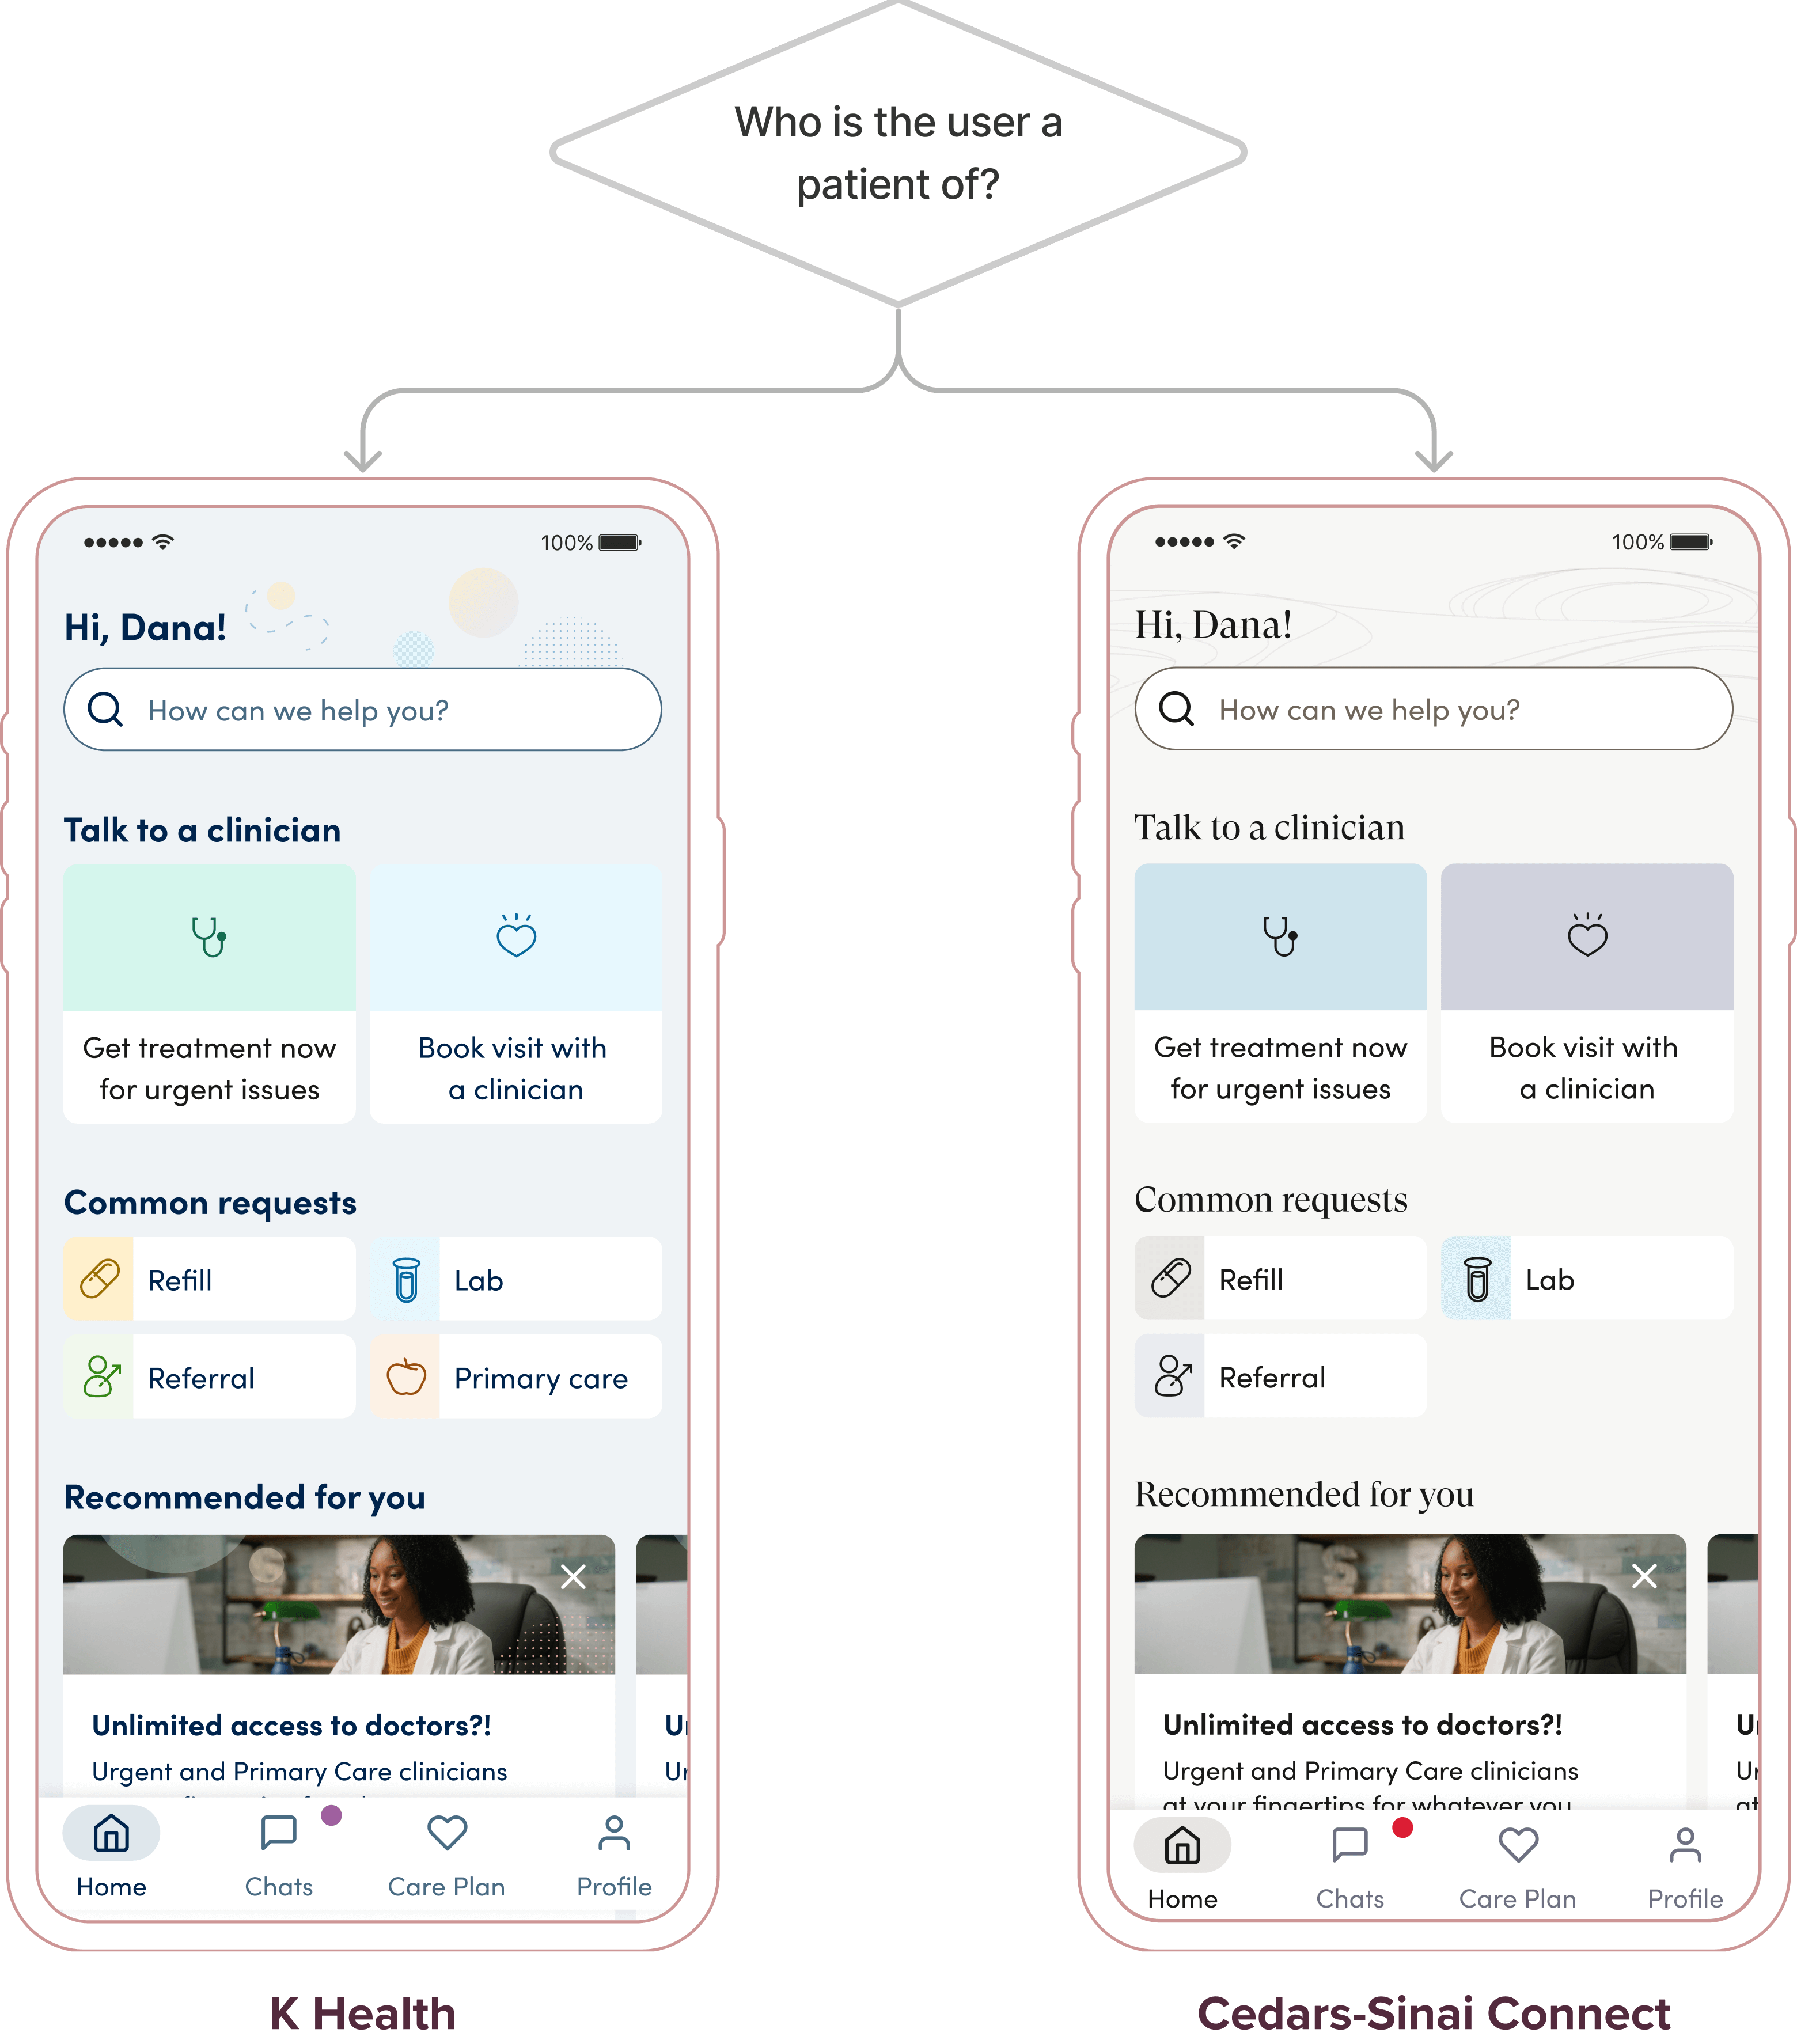 Who is the user a
patient of?
100%
Hi, Dana!
How can we help you?
Talk to a clinician
Get treatment now
for urgent issues
Book visit with
a clinician
Common requests
Refill
Lab
Referral
Primary care
Recommended for you
Unlimited access to doctors?!
Urgent and Primary Care clinicians
Home
Chats
Care Plan
Profile
K Health
100%
Hi, Dana!
How can we help you?
Talk to a clinician
Get treatment now
for urgent issues
Book visit with
a clinician
Common requests
Refill
Lab
Referral
Recommended for you
Unlimited access to doctors?!
Urgent and Primary Care clinicians
at your fingertips for whatever you
Home
Chats
Care Plan
Profile
Cedars-Sinai Connect